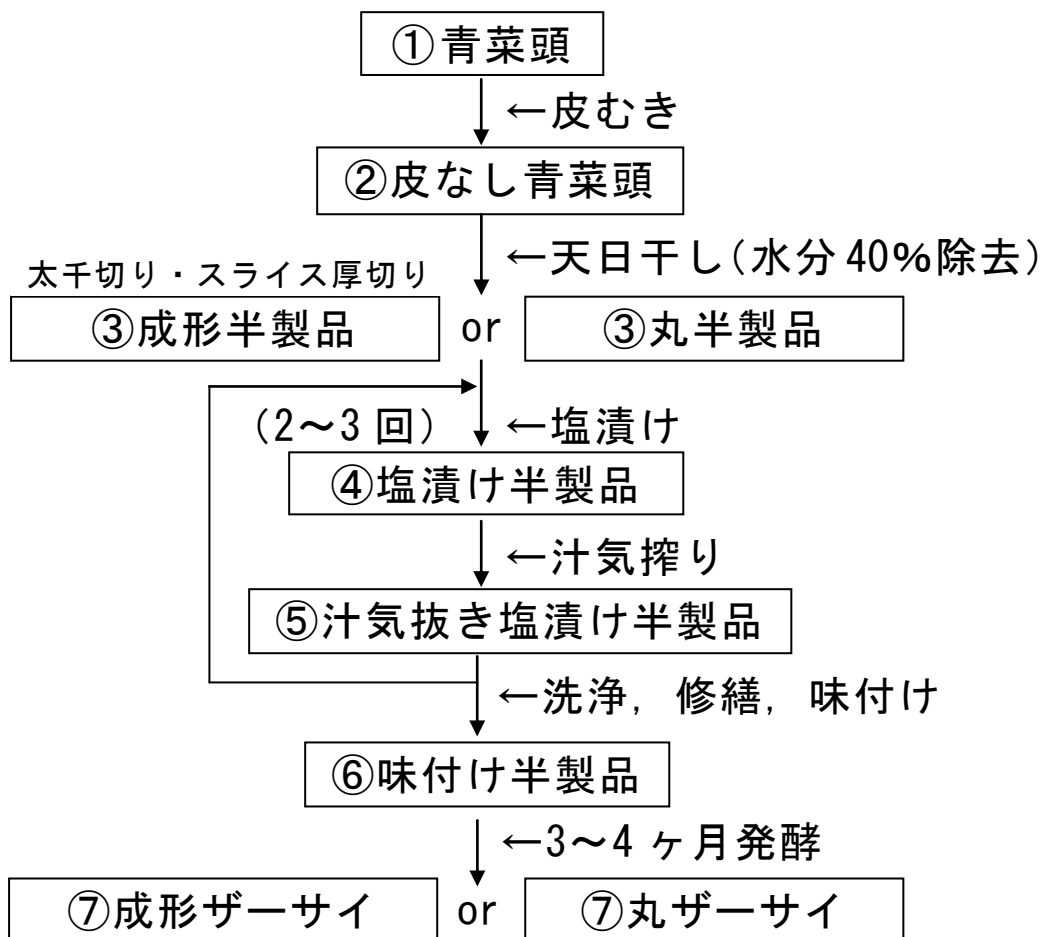 ①青菜頭
←皮むき
②皮なし青菜頭
←天日干し(水分40%除去)
太千切り・スライス厚切り
③成形半製品 or ③丸半製品
(2～3回) ←塩漬け
④塩漬け半製品
←汁気搾り
⑤汁気抜き塩漬け半製品
←洗浄, 修繕, 味付け
⑥味付け半製品
←3～4ヶ月発酵
⑦成形ザーサイ or ⑦丸ザーサイ